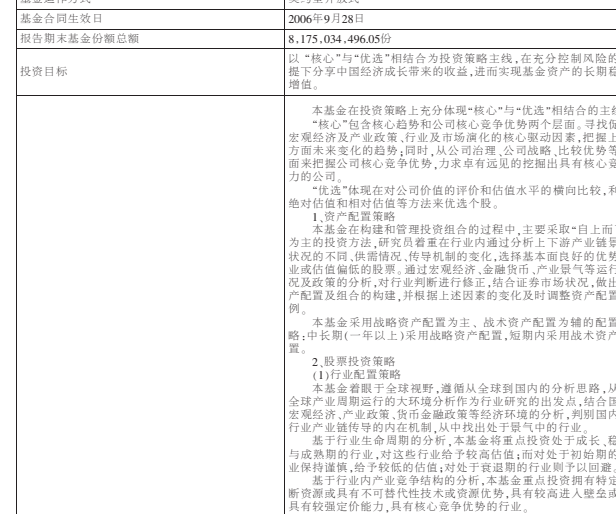 基金合同生效日 2006年9月28日
报告期末基金份额总额 8,175,034,496.05份
投资目标
以 “核心”与“优选”相结合为投资策略主线,在充分控制风险的
提下分享中国经济成长带来的收益,进而实现基金资产的长期稳
增值。
本基金在投资策略上充分体现“核心”与“优选”相结合的主线
“核心”包含核心趋势和公司核心竞争优势两个层面。寻找促
宏观经济及产业政策、行业及市场演化的核心驱动因素,把握上
方面未来变化的趋势;同时,从公司治理、公司战略、比较优势等
面来把握公司核心竞争优势,力求卓有远见的挖掘出具有核心竞
力的公司。
“优选”体现在对公司价值的评价和估值水平的横向比较,利
绝对估值和相对估值等方法来优选个股。
1、资产配置策略
本基金在构建和管理投资组合的过程中,主要采取“自上而下
为主的投资方法,研究员着重在行业内通过分析上下游产业链景
状况的不同、供需情况、传导机制的变化,选择基本面良好的优势
业或估值偏低的股票。通过宏观经济、金融货币、产业景气等运行
况及政策的分析,对行业判断进行修正,结合证券市场状况,做出
产配置及组合的构建,并根据上述因素的变化及时调整资产配置
例。
本基金采用战略资产配置为主、战术资产配置为辅的配置
略:中长期(一年以上)采用战略资产配置,短期内采用战术资产
置。
2、股票投资策略
(1)行业配置策略
本基金着眼于全球视野,遵循从全球到国内的分析思路,从
全球产业周期运行的大环境分析作为行业研究的出发点,结合国
宏观经济、产业政策、货币金融政策等经济环境的分析,判别国内
行业产业链传导的内在机制,从中找出处于景气中的行业。
基于行业生命周期的分析,本基金将重点投资处于成长、稳
与成熟期的行业,对这些行业给予较高估值;而对处于初始期的
业保持谨慎,给予较低的估值;对处于衰退期的行业则予以回避。
基于行业内产业竞争结构的分析,本基金重点投资拥有特定
断资源或具有不可替代性技术或资源优势,具有较高进入壁垒或
具有较强定价能力,具有核心竞争优势的行业。